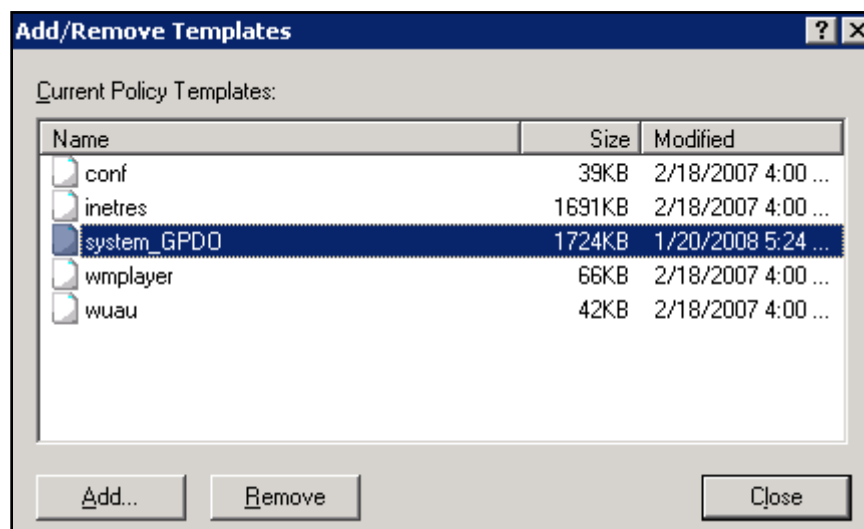 Add/Remove Templates
Current Policy Templates:
Name Size Modified
conf 39KB 2/18/2007 4:00 ...
inetres 1691KB 2/18/2007 4:00 ...
system_GPDO 1724KB 1/20/2008 5:24 ...
wmplayer 66KB 2/18/2007 4:00 ...
wuau 42KB 2/18/2007 4:00 ...
Add... Remove Close